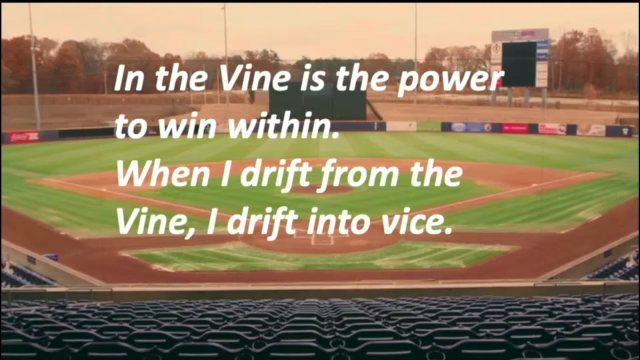 In the Vine is the power
to win within.
When I drift from the
Vine, I drift into vice.